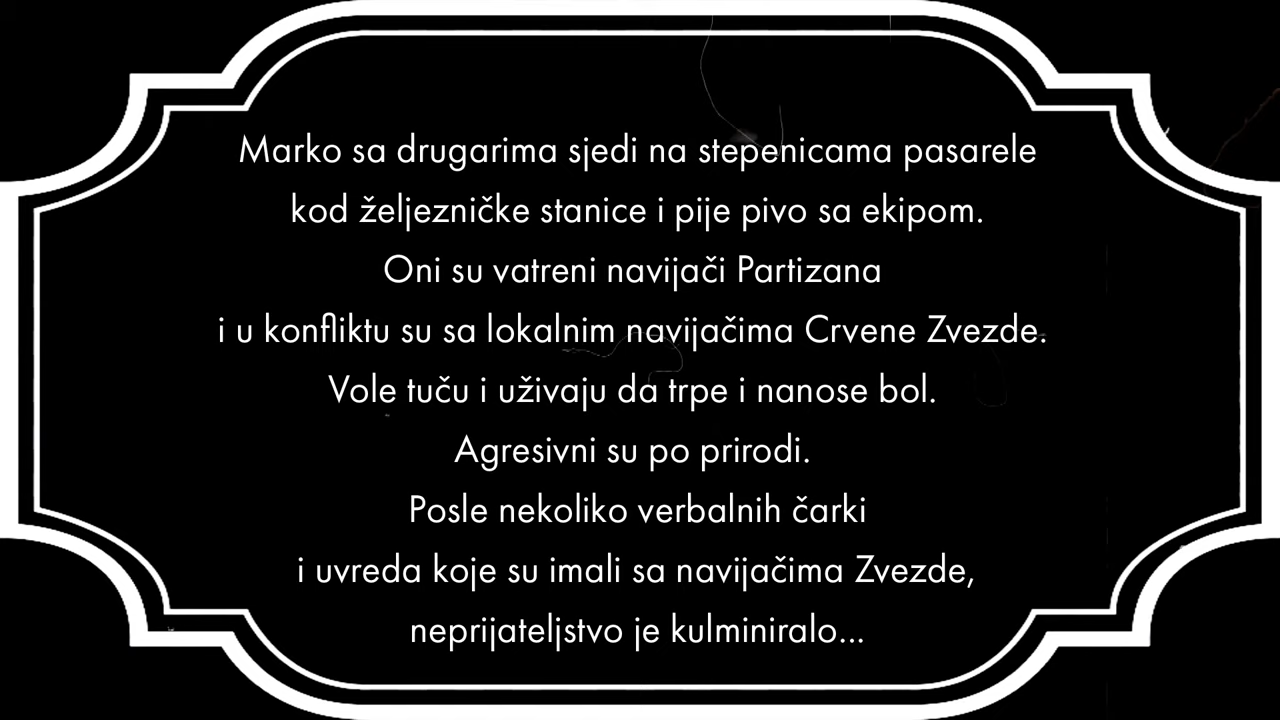 Marko sa drugarima sjedi na stepenicama pasarele
kod željezničke stanice i pije pivo sa ekipom.
Oni su vatreni navijači Partizana
i u konfliktu su sa lokalnim navijačima Crvene Zvezde.
Vole tuču i uživaju da trpe i nanose bol.
Agresivni su po prirodi.
Posle nekoliko verbalnih čarki
i uvreda koje su imali sa navijačima Zvezde,
neprijateljstvo je kulminiralo...